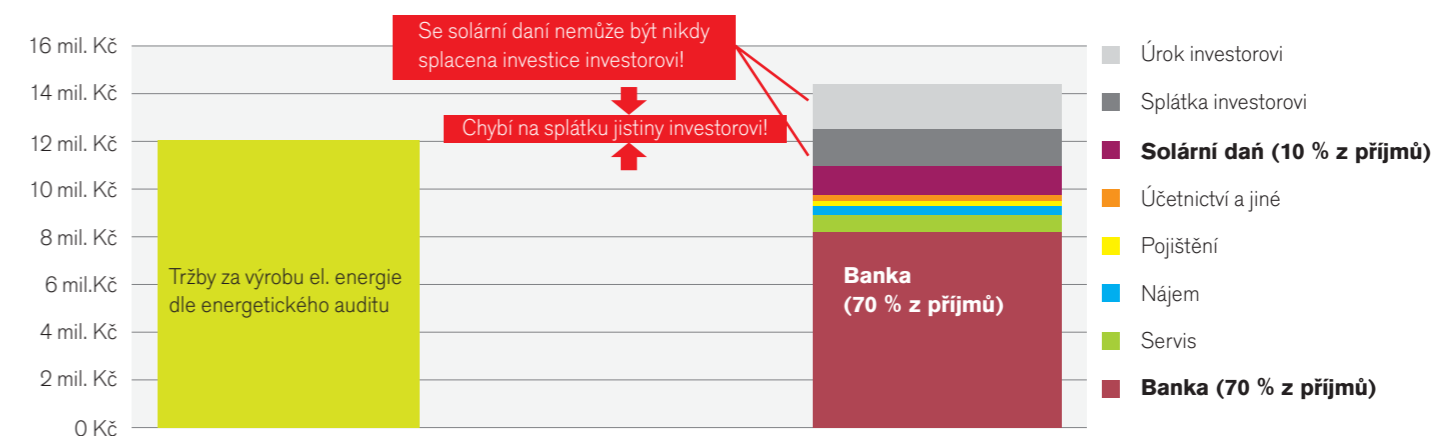 16 mil. Kč
14 mil. Kč
12 mil. Kč
10 mil. Kč
8 mil. Kč
6 mil.Kč
4 mil. Kč
2 mil. Kč
0 Kč
Tržby za výrobu el. energie
dle energetického auditu
Se solární daní nemůže být nikdy
splacena investice investorovi!
Chybí na splátku jistiny investorovi!
Banka
(70 % z příjmů)
Úrok investorovi
Splátka investorovi
Solární daň (10 % z příjmů)
Účetnictví a jiné
Pojištění
Nájem
Servis
Banka (70 % z příjmů)